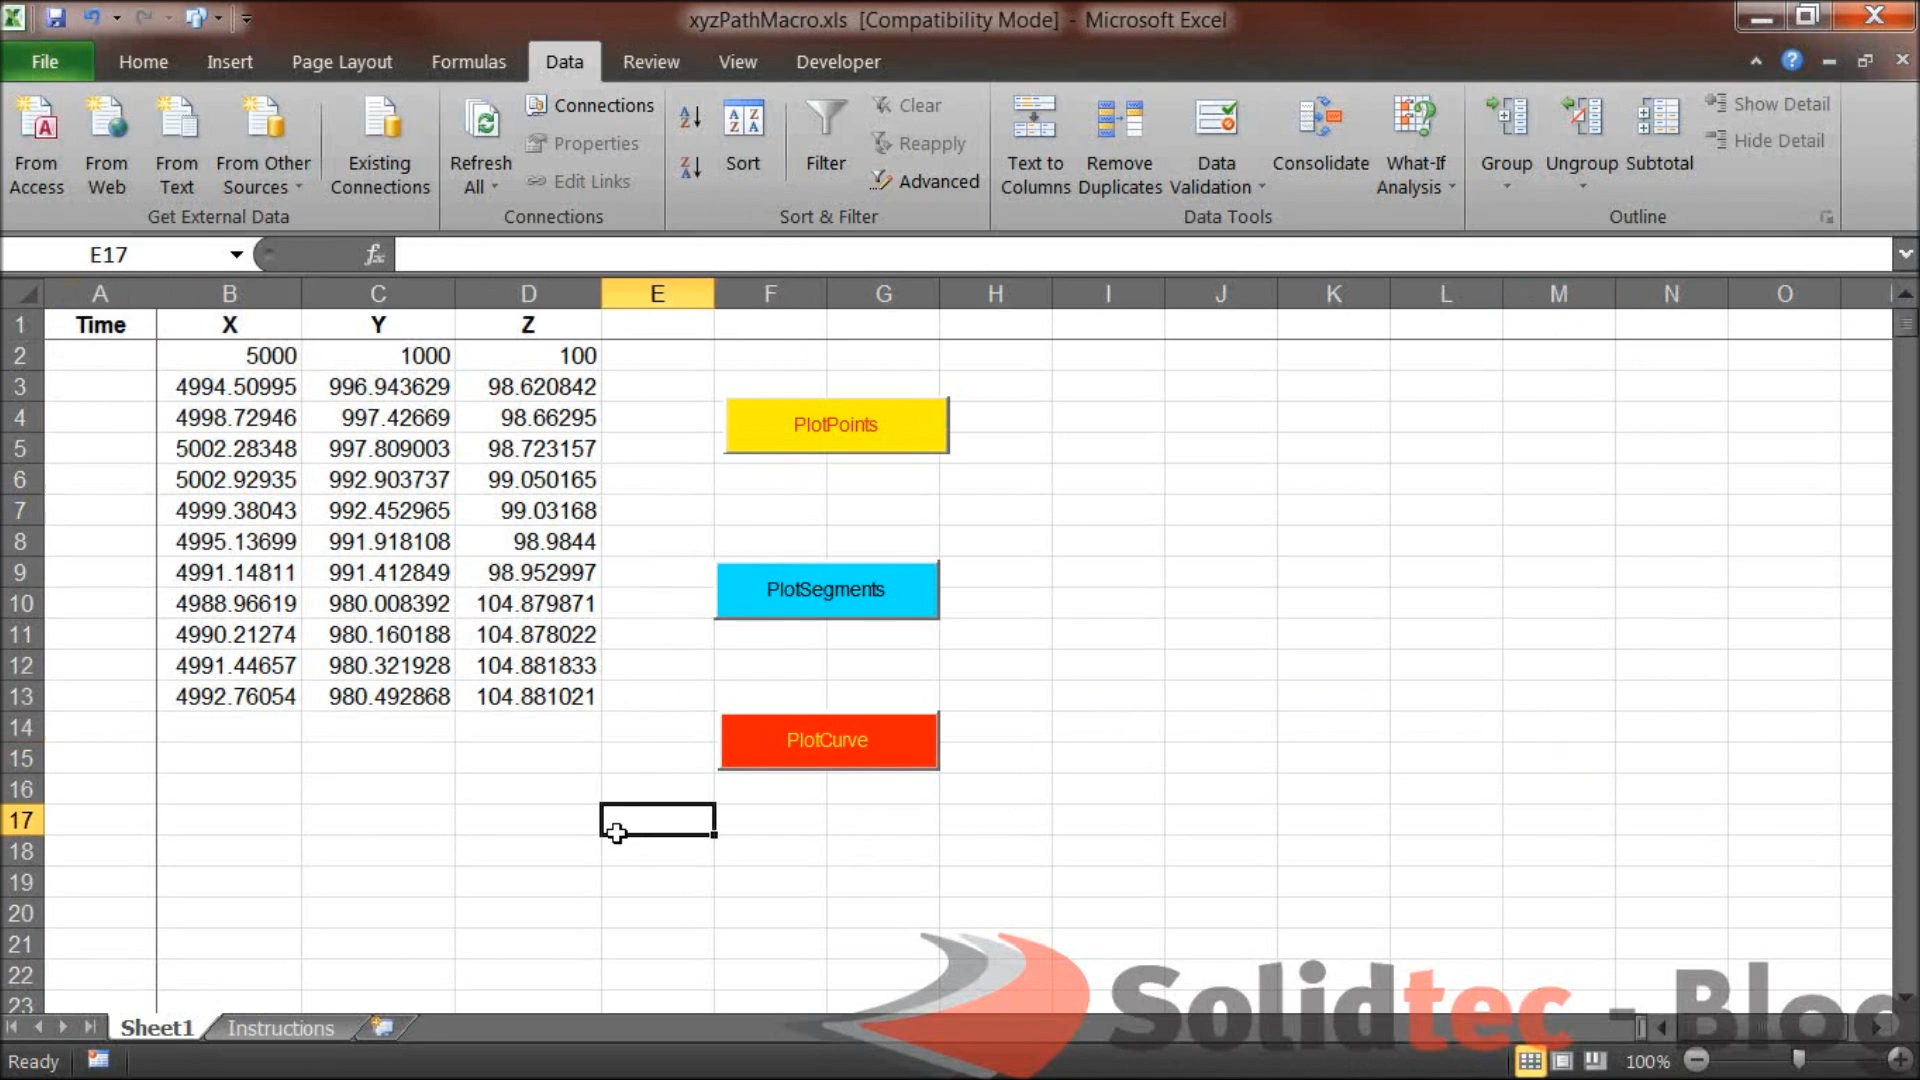 xyzPathMacro.xls [Compatibility Mode] - Microsoft Excel
File Home Insert Page Layout Formulas Data Review View Developer
From Access
From Web
From Text
From Other Sources
Existing Connections
Get External Data
Refresh All
Connections
Properties
Edit Links
Connections
Sort
Filter
Clear
Reapply
Advanced
Sort & Filter
Text to Columns
Remove Duplicates
Data Validation
Consolidate
What-If Analysis
Data Tools
Group
Ungroup
Subtotal
Show Detail
Hide Detail
Outline
E17 fx
A B C D E F G H I J K L M N O
1 Time X Y Z
2 5000 1000 100
3 4994.50995 996.943629 98.620842
4 4998.72946 997.42669 98.66295
PlotPoints
5 5002.28348 997.809003 98.723157
6 5002.92935 992.903737 99.050165
7 4999.38043 992.452965 99.03168
8 4995.13699 991.918108 98.9844
9 4991.14811 991.412849 98.952997
PlotSegments
10 4988.96619 980.008392 104.879871
11 4990.21274 980.160188 104.878022
12 4991.44657 980.321928 104.881833
13 4992.76054 980.492868 104.881021
14
PlotCurve
15
16
17
18
19
20
21
22
23
Solidtec - Blog
Sheet1 Instructions
Ready 100%